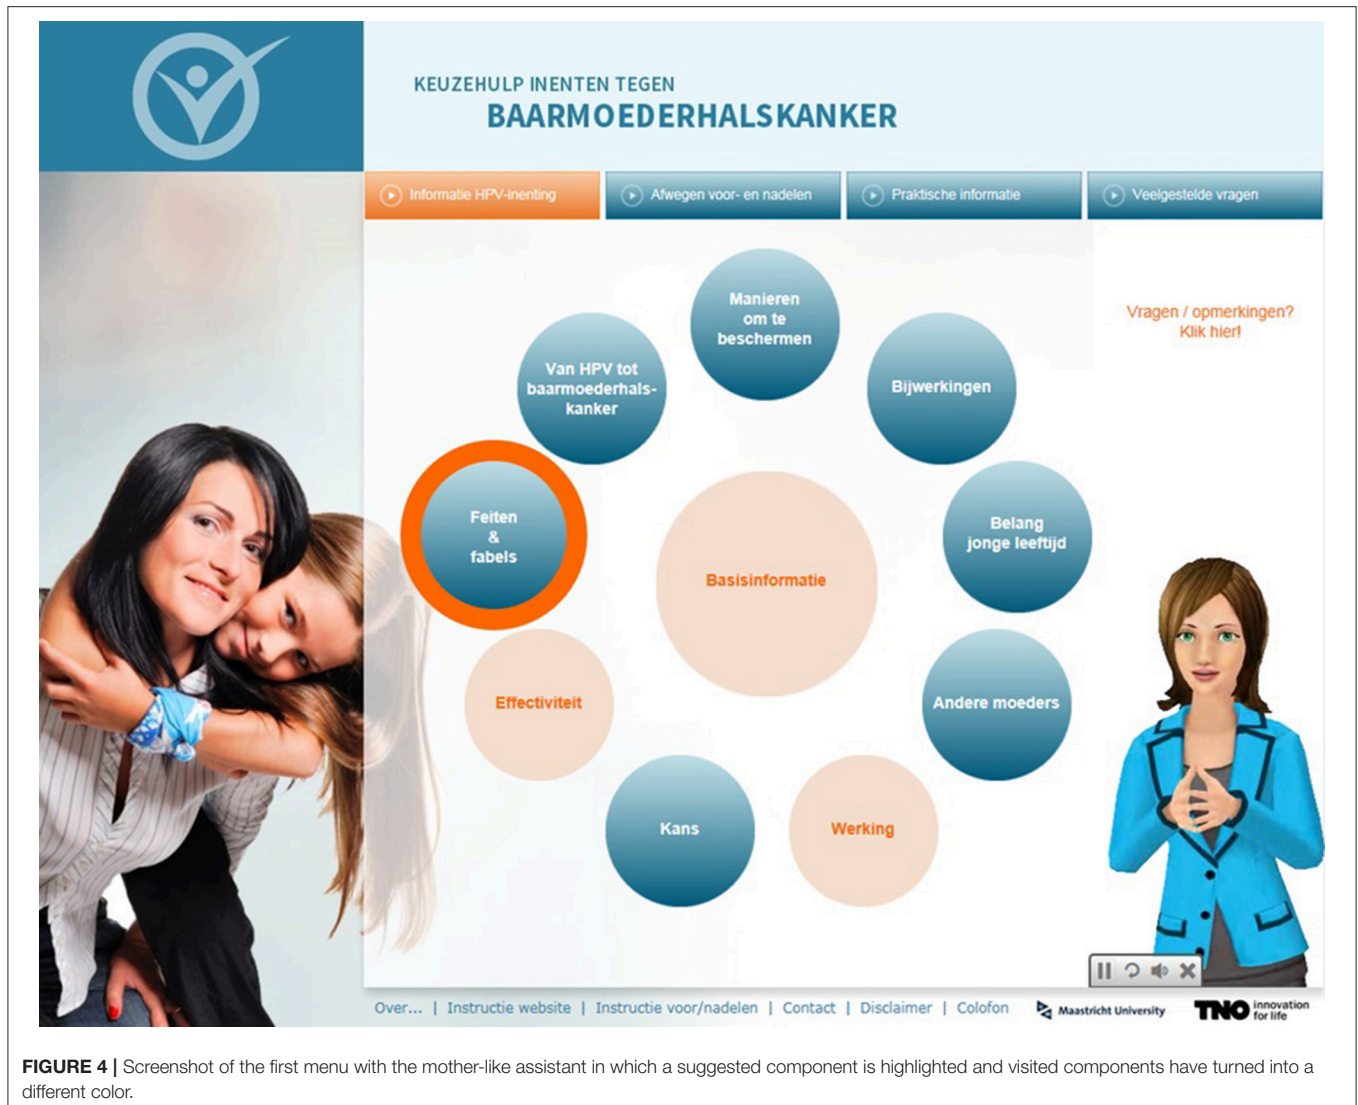 KEUZEHULP INENTEN TEGEN
BAARMOEDERHALSKANKER
Informatie HPV-inenting
Afwegen voor- en nadelen
Praktische informatie
Veelgestelde vragen
Vragen / opmerkingen?
Klik hier!
Manieren
om te
beschermen
Van HPV tot
baarmoederhals-
kanker
Bijwerkingen
Feiten
&
fabels
Belang
jonge leeftijd
Basisinformatie
Effectiviteit
Andere moeders
Kans
Werking
Over... | Instructie website | Instructie voor/nadelen | Contact | Disclaimer | Colofon
Maastricht University
TNO innovation
for life
FIGURE 4 | Screenshot of the first menu with the mother-like assistant in which a suggested component is highlighted and visited components have turned into a
different color.